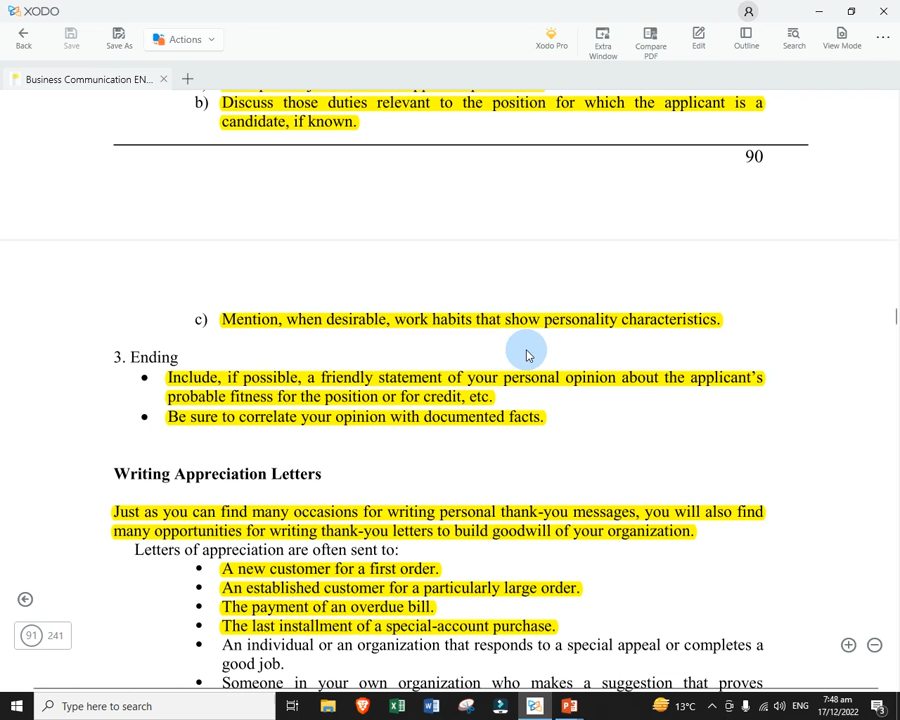 XODO
Back
Save
Save As
Actions
Xodo Pro
Extra Window
Compare PDF
Edit
Outline
Search
View Mode
Business Communication EN...
b) Discuss those duties relevant to the position for which the applicant is a
candidate, if known.
90
c) Mention, when desirable, work habits that show personality characteristics.
3. Ending
• Include, if possible, a friendly statement of your personal opinion about the applicant's
probable fitness for the position or for credit, etc.
• Be sure to correlate your opinion with documented facts.
Writing Appreciation Letters
Just as you can find many occasions for writing personal thank-you messages, you will also find
many opportunities for writing thank-you letters to build goodwill of your organization.
Letters of appreciation are often sent to:
• A new customer for a first order.
• An established customer for a particularly large order.
• The payment of an overdue bill.
• The last installment of a special-account purchase.
• An individual or an organization that responds to a special appeal or completes a
good job.
• Someone in your own organization who makes a suggestion that proves
91 241
Type here to search
13°C
ENG
7:48 am
17/12/2022
3